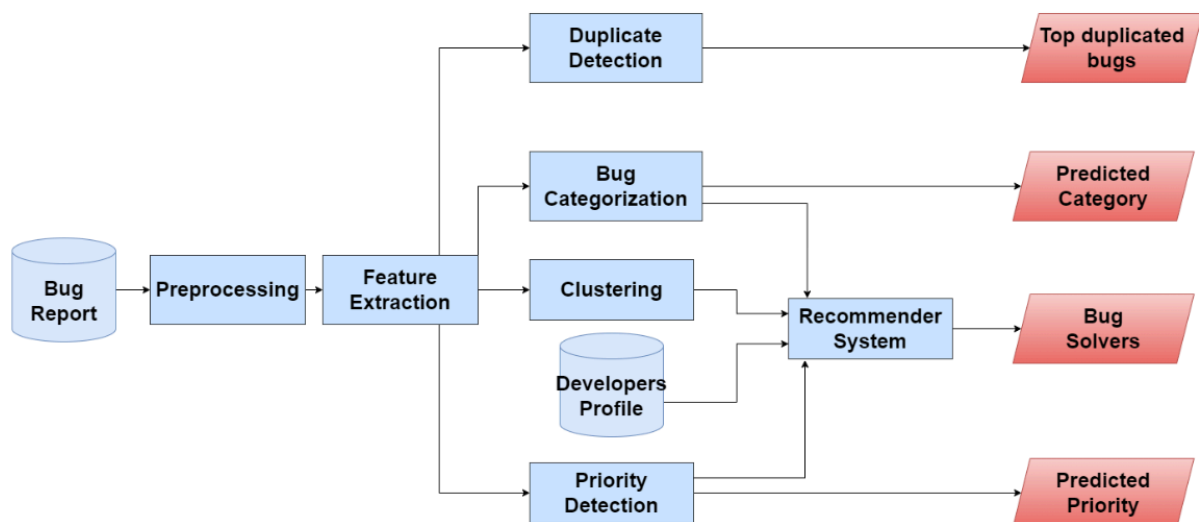 Duplicate
Detection
Top duplicated
bugs
Bug
Categorization
Predicted
Category
Bug
Report
Preprocessing
Feature
Extraction
Clustering
Developers
Profile
Recommender
System
Bug
Solvers
Priority
Detection
Predicted
Priority